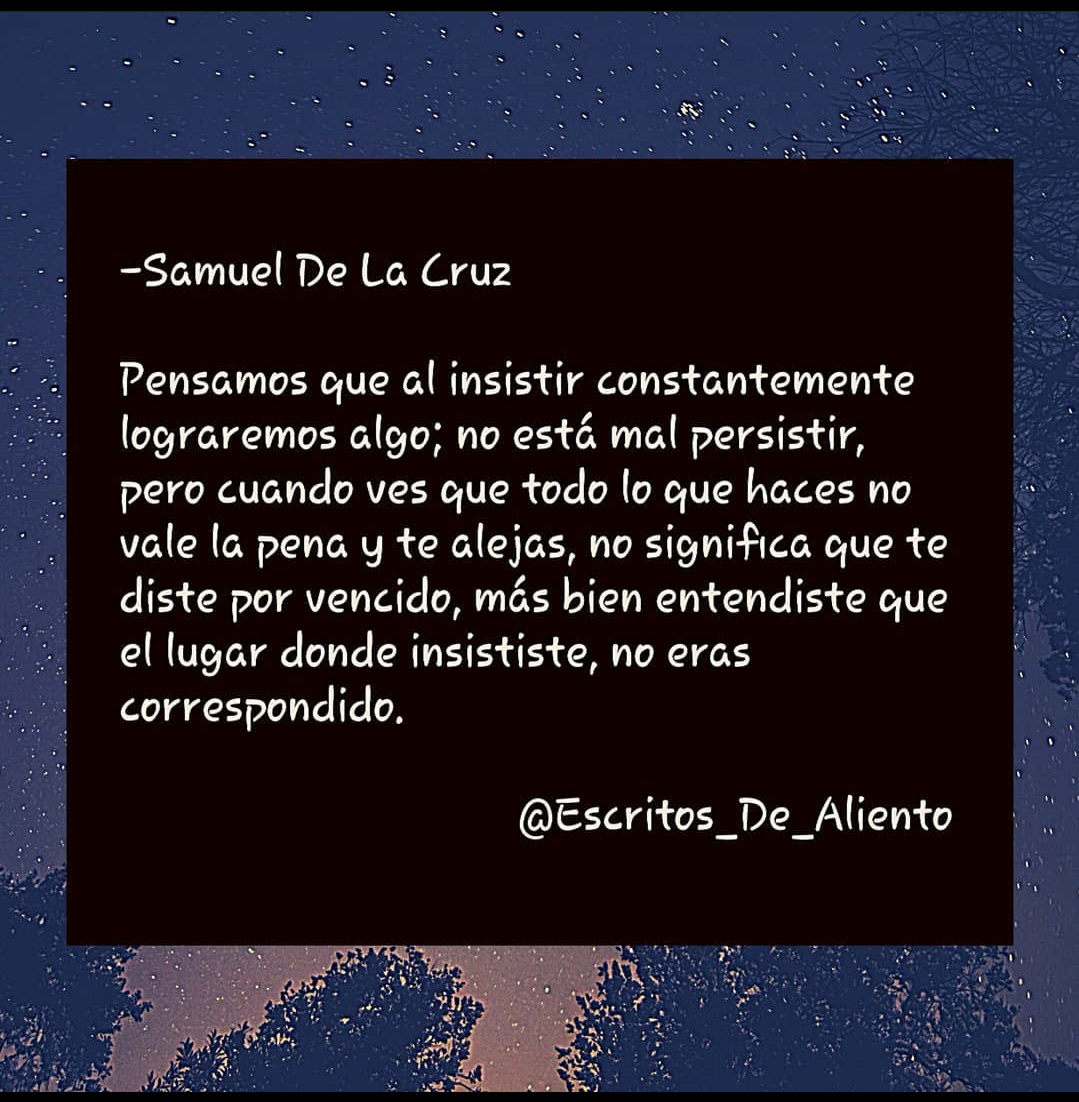 -Samuel De La Cruz
Pensamos que al insistir constantemente
lograremos algo; no está mal persistir,
pero cuando ves que todo lo que haces no
vale la pena y te alejas, no significa que te
diste por vencido, más bien entendiste que
el lugar donde insististe, no eras
correspondido.
@Escritos_De_Aliento